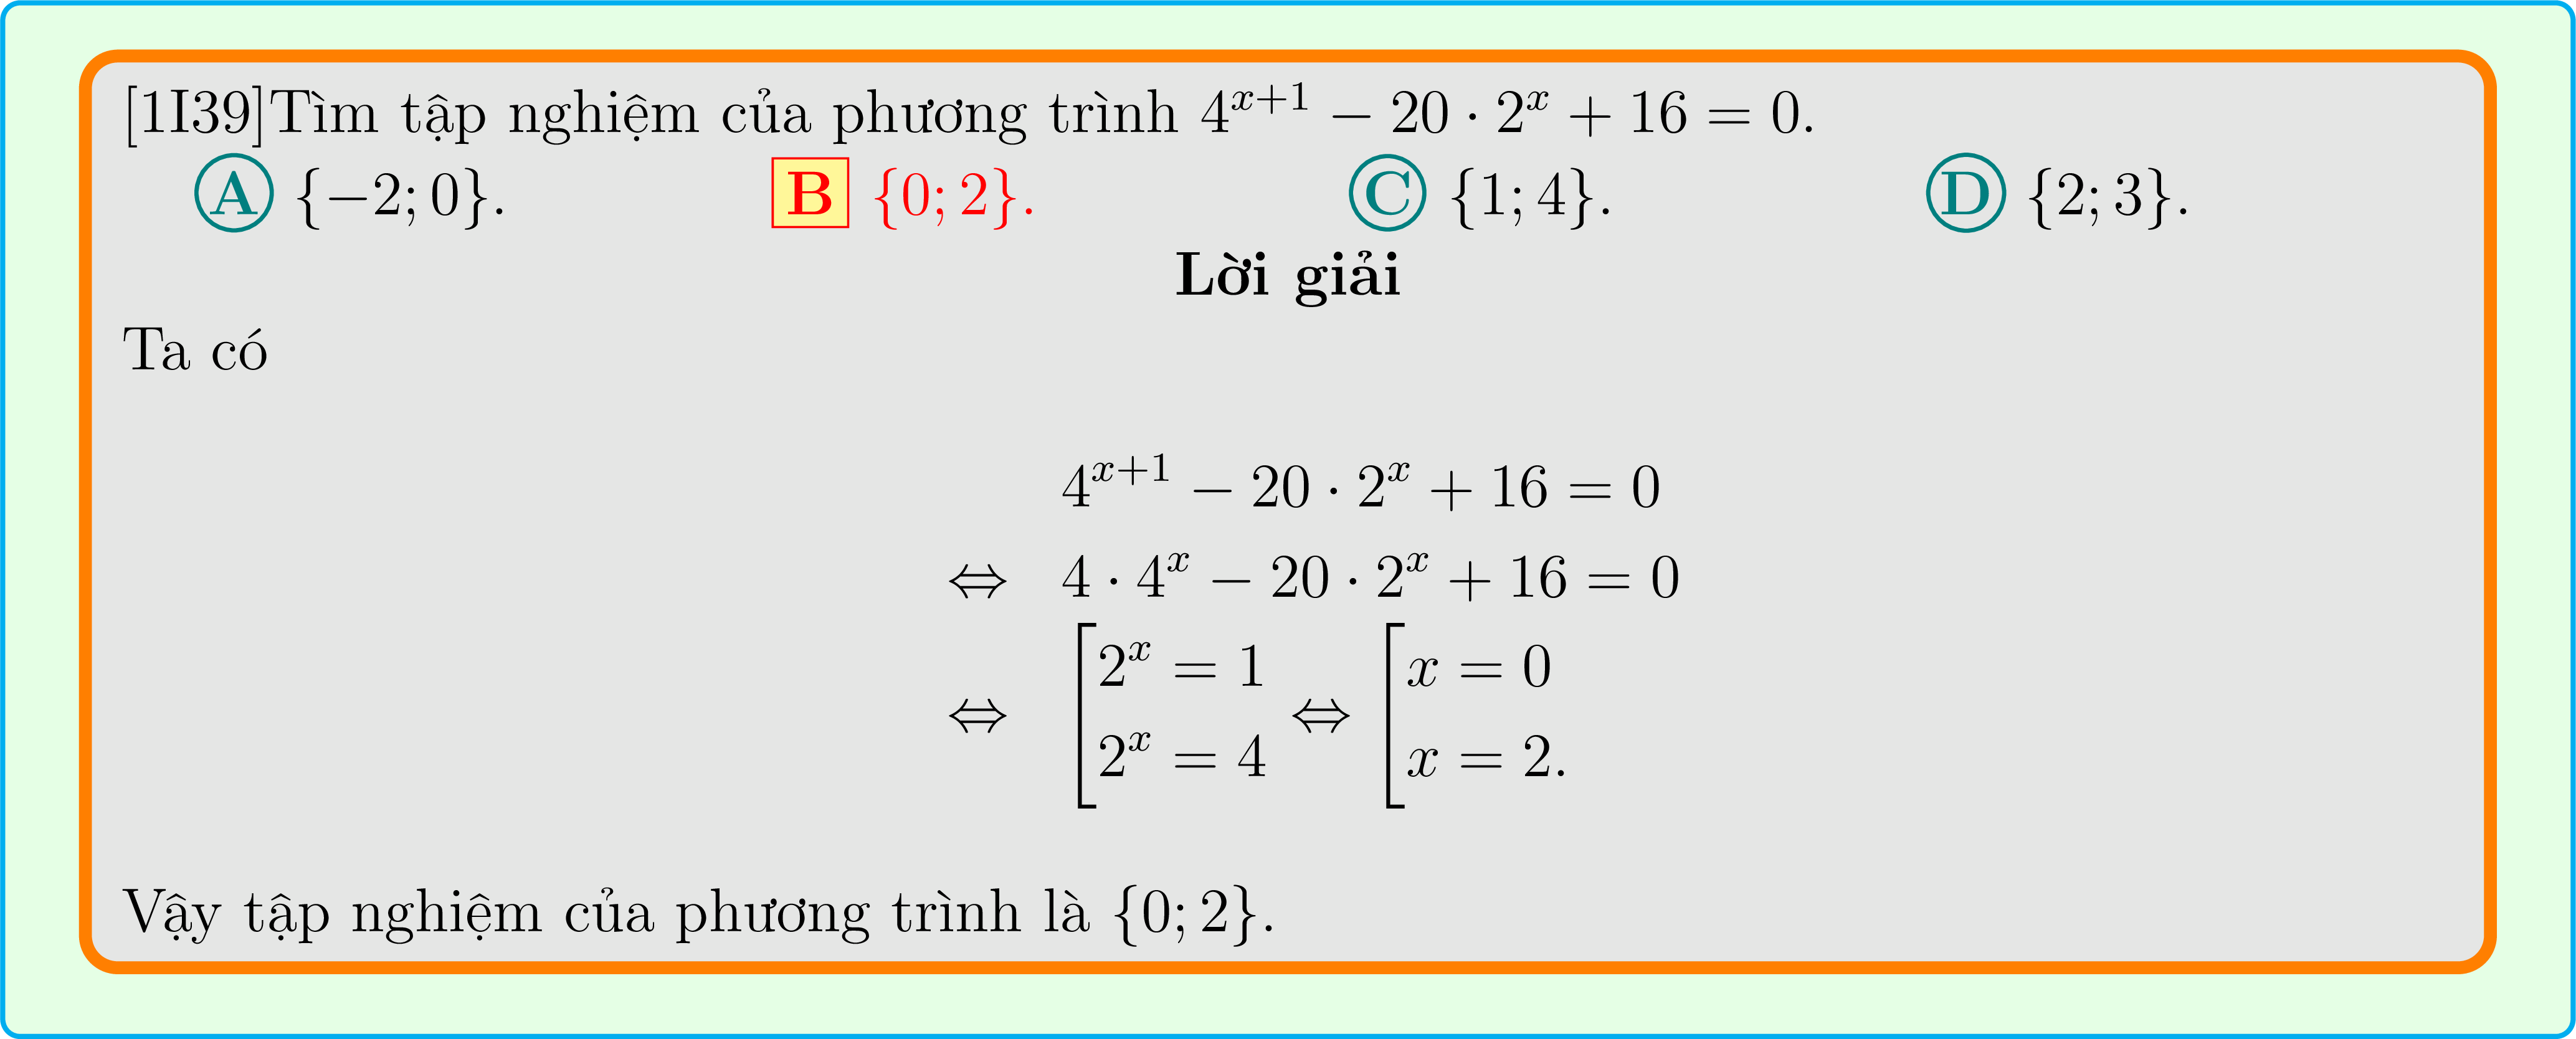 [1I39]Tìm tập nghiệm của phương trình $4^{x+1} - 20 \cdot 2^x + 16 = 0$.
A {−2; 0}. B {0; 2}. C {1; 4}. D {2; 3}.
Lời giải
Ta có
$4^{x+1} - 20 \cdot 2^x + 16 = 0$
$\Leftrightarrow 4 \cdot 4^x - 20 \cdot 2^x + 16 = 0$
$\Leftrightarrow \left[\begin{array}{l} 2^x = 1 \\ 2^x = 4 \end{array}\right. \Leftrightarrow \left[\begin{array}{l} x = 0 \\ x = 2. \end{array}\right.$
Vậy tập nghiệm của phương trình là {0; 2}.